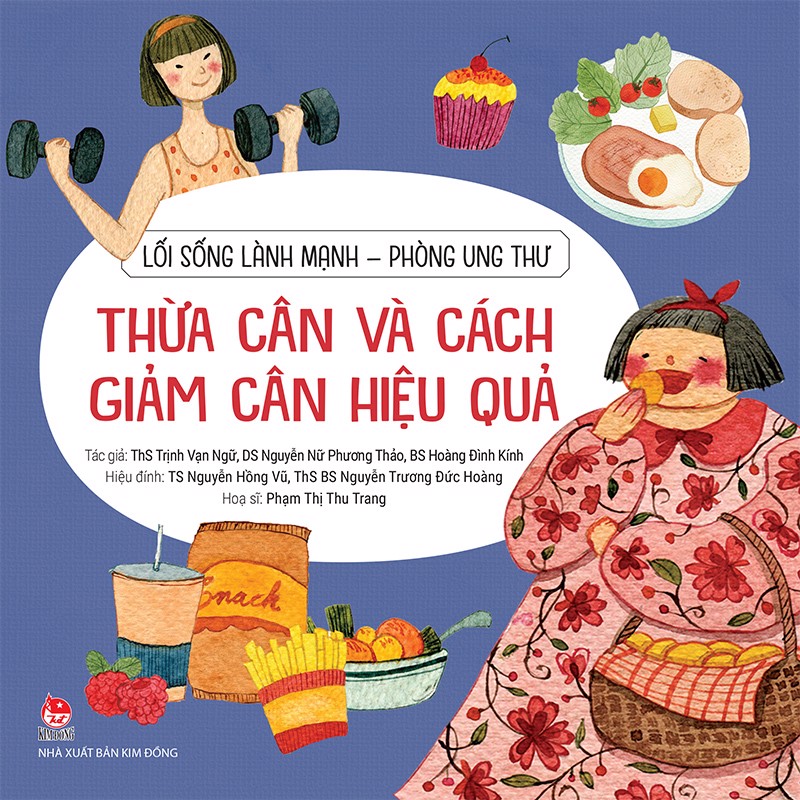 LỐI SỐNG LÀNH MẠNH – PHÒNG UNG THƯ
THỪA CÂN VÀ CÁCH
GIẢM CÂN HIỆU QUẢ
Tác giả: ThS Trịnh Vạn Ngữ, DS Nguyễn Nữ Phương Thảo, BS Hoàng Đình Kính
Hiệu đính: TS Nguyễn Hồng Vũ, ThS BS Nguyễn Trương Đức Hoàng
Hoạ sĩ: Phạm Thị Thu Trang
Snack
KIM ĐỒNG
NHÀ XUẤT BẢN KIM ĐỒNG